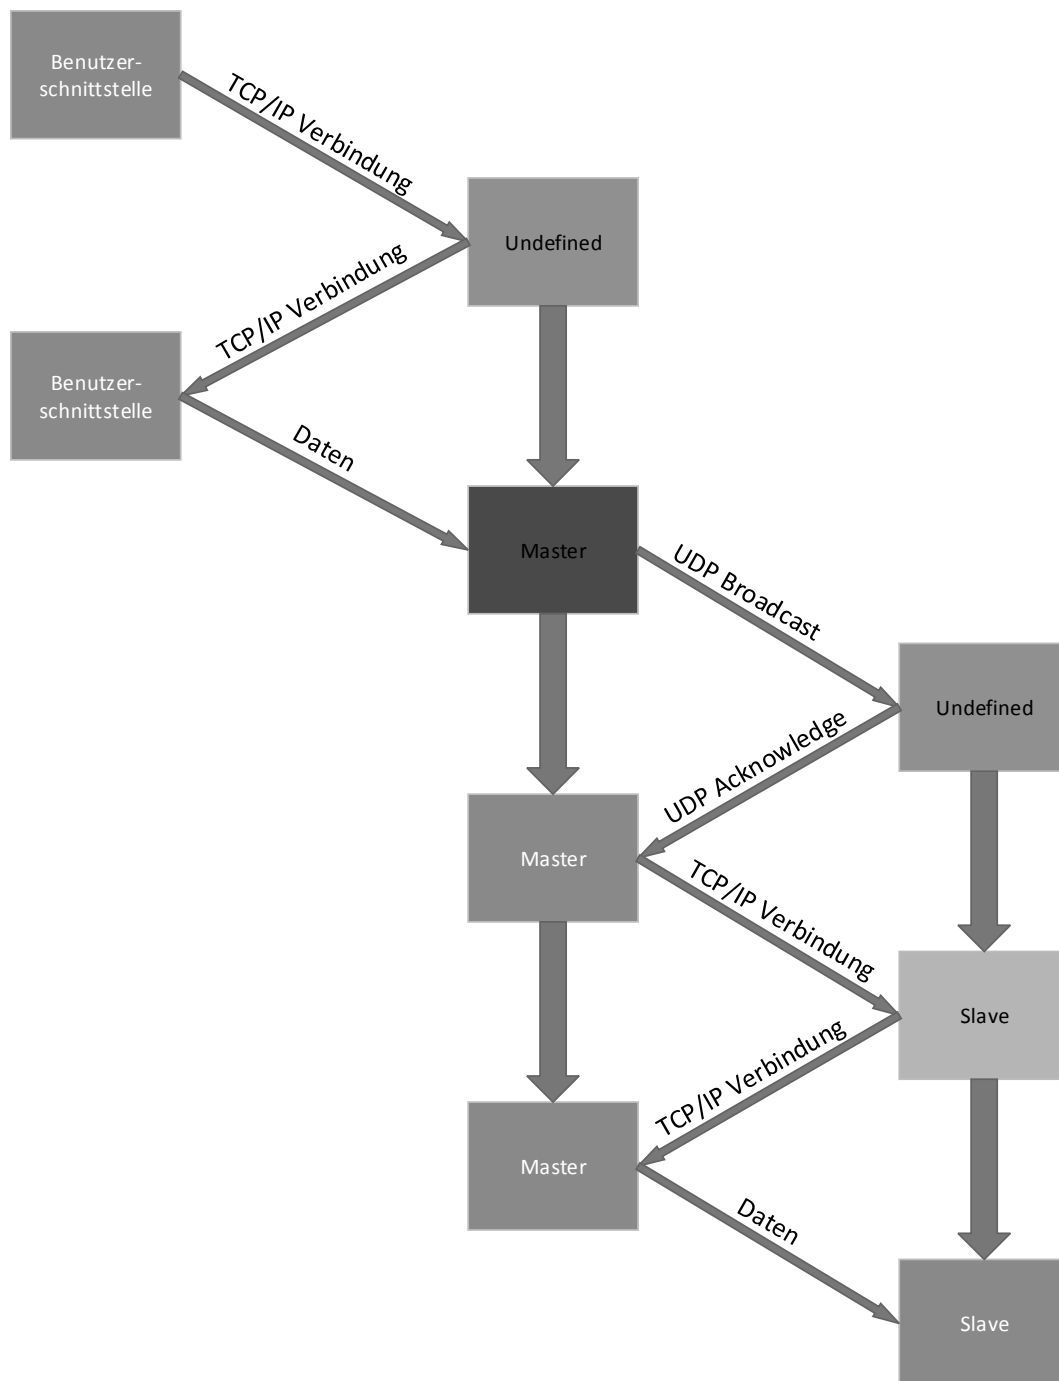 Benutzer-
schnittstelle
TCP/IP Verbindung
Undefined
TCP/IP Verbindung
Benutzer-
schnittstelle
Daten
Master
UDP Broadcast
Undefined
UDP Acknowledge
Master
TCP/IP Verbindung
Slave
TCP/IP Verbindung
Master
Daten
Slave